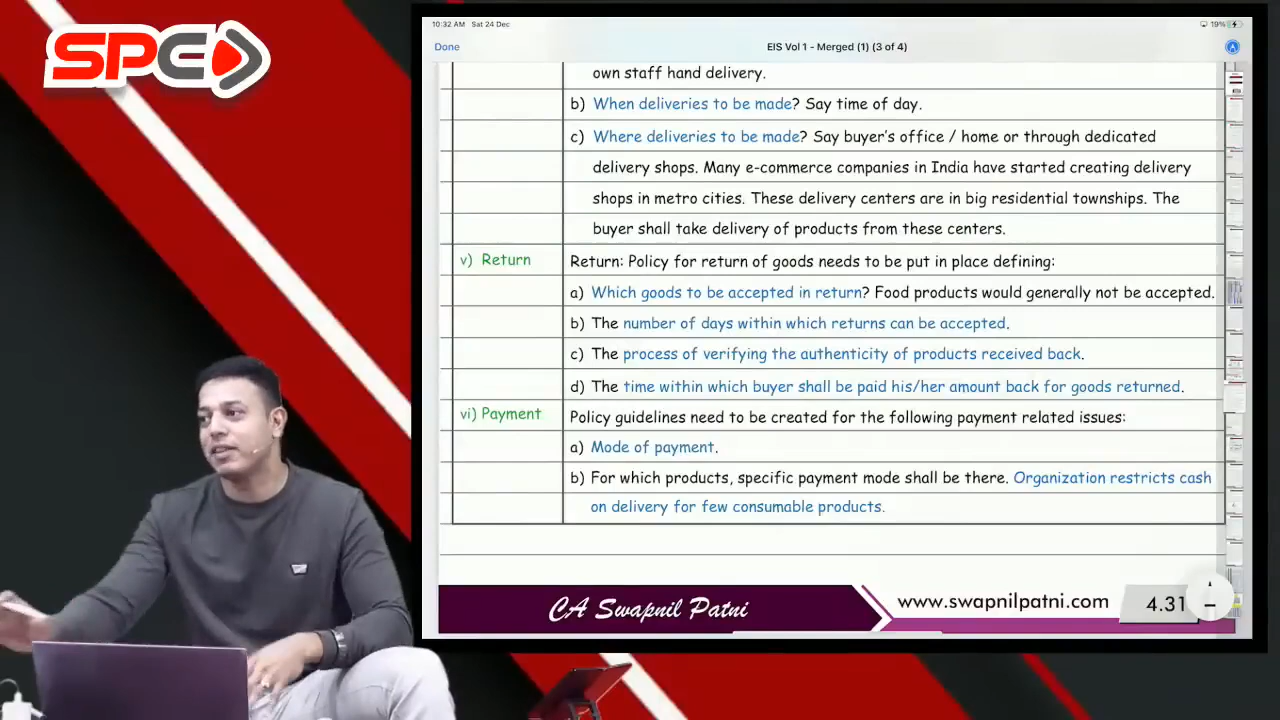 SPC
10:32 AM Sat 24 Dec
19%
Done
EIS Vol 1 - Merged (1) (3 of 4)
own staff hand delivery.
b) When deliveries to be made? Say time of day.
c) Where deliveries to be made? Say buyer's office / home or through dedicated
delivery shops. Many e-commerce companies in India have started creating delivery
shops in metro cities. These delivery centers are in big residential townships. The
buyer shall take delivery of products from these centers.
v) Return
Return: Policy for return of goods needs to be put in place defining:
a) Which goods to be accepted in return? Food products would generally not be accepted.
b) The number of days within which returns can be accepted.
c) The process of verifying the authenticity of products received back.
d) The time within which buyer shall be paid his/her amount back for goods returned.
vi) Payment
Policy guidelines need to be created for the following payment related issues:
a) Mode of payment.
b) For which products, specific payment mode shall be there. Organization restricts cash
on delivery for few consumable products.
CA Swapnil Patni
www.swapnilpatni.com
4.31